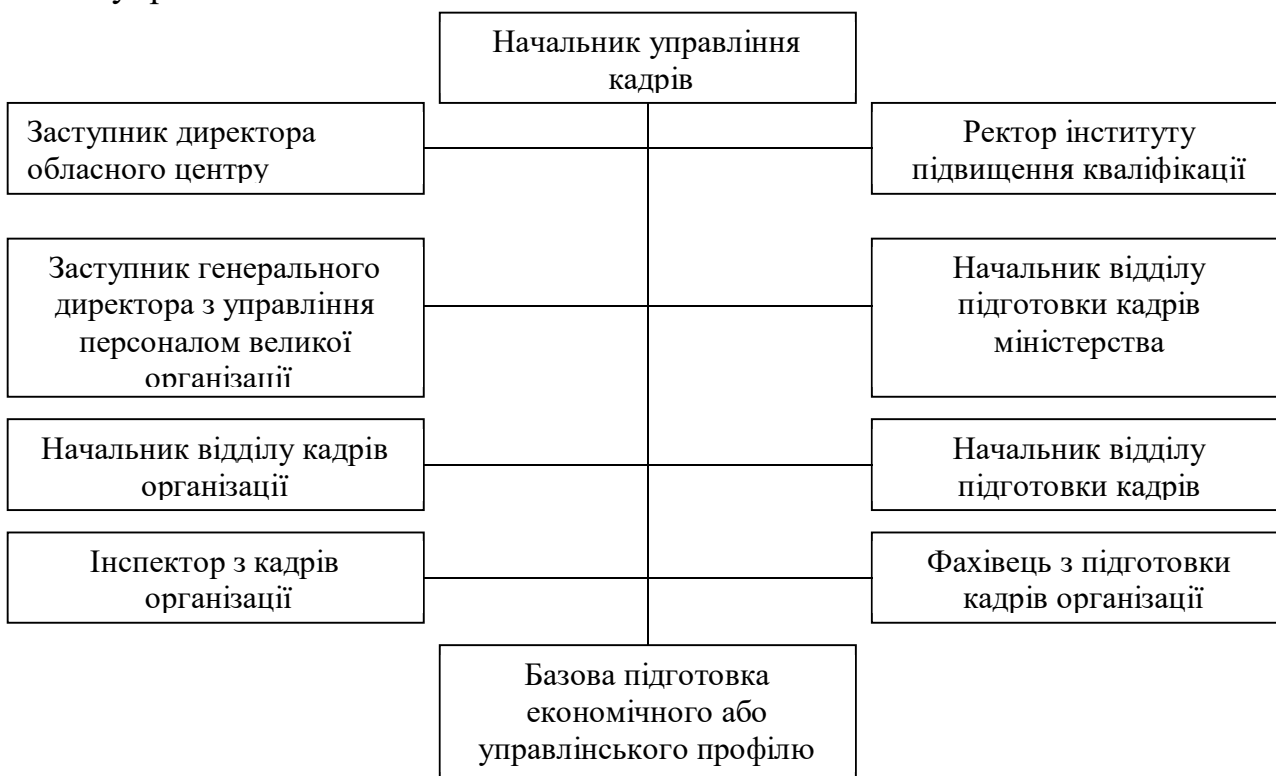 Начальник управління
кадрів
Заступник директора
обласного центру
Ректор інституту
підвищення кваліфікації
Заступник генерального
директора з управління
персоналом великої
організації
Начальник відділу
підготовки кадрів
міністерства
Начальник відділу кадрів
організації
Начальник відділу
підготовки кадрів
Інспектор з кадрів
організації
Фахівець з підготовки
кадрів організації
Базова підготовка
економічного або
управлінського профілю